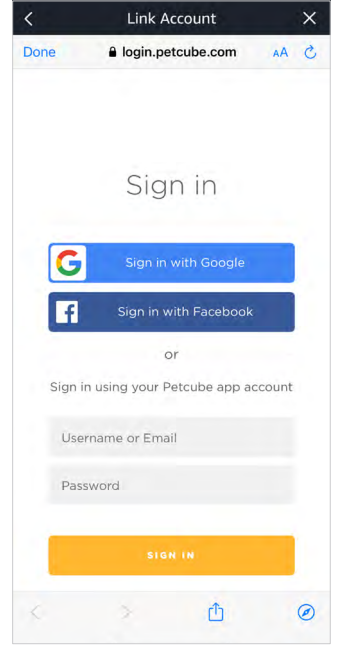 Link Account
Done
login.petcube.com
AA
Sign in
Sign in with Google
Sign in with Facebook
or
Sign in using your Petcube app account
Username or Email
Password
SIGN IN